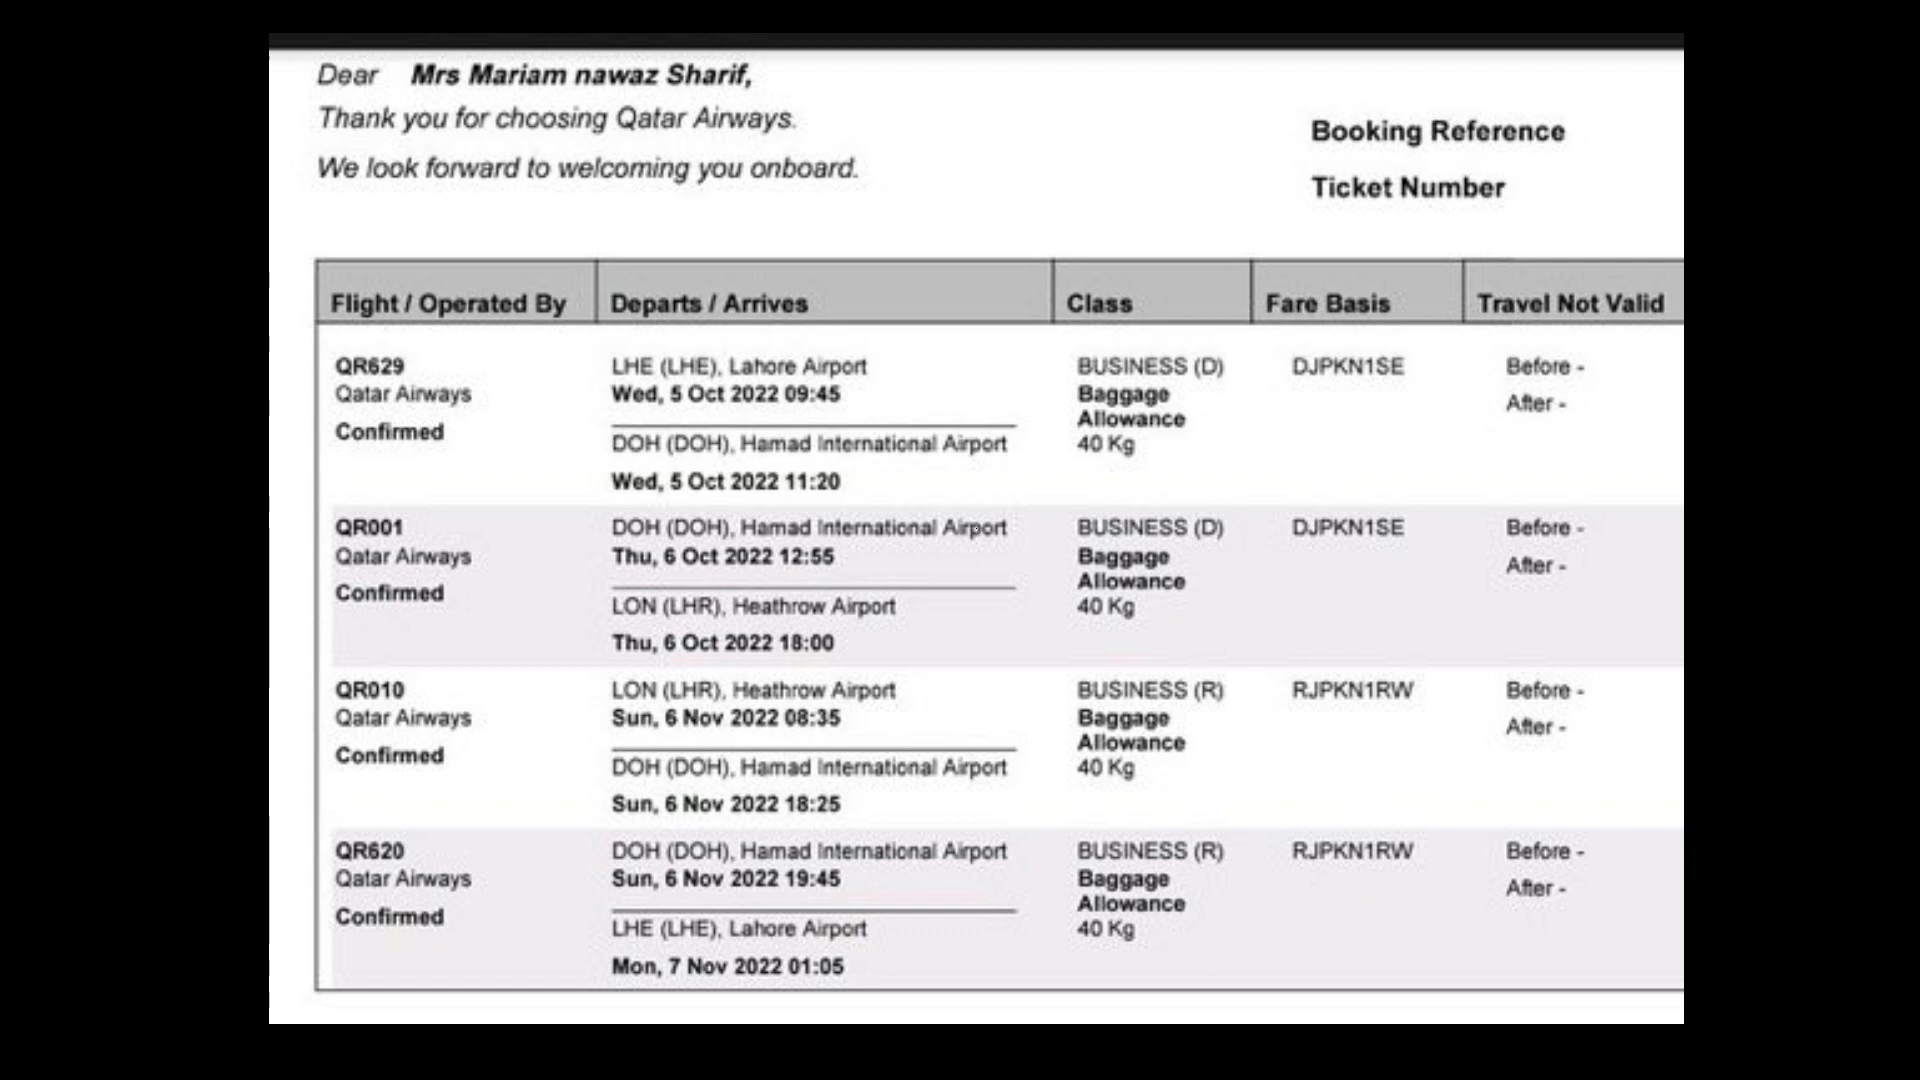 Dear Mrs Mariam nawaz Sharif,
Thank you for choosing Qatar Airways.
We look forward to welcoming you onboard.
Booking Reference
Ticket Number
Flight / Operated By Departs / Arrives Class Fare Basis Travel Not Valid
QR629 LHE (LHE), Lahore Airport BUSINESS (D) DJPKN1SE Before -
Qatar Airways Wed, 5 Oct 2022 09:45 Baggage
Allowance After -
Confirmed DOH (DOH), Hamad International Airport 40 Kg
Wed, 5 Oct 2022 11:20
QR001 DOH (DOH), Hamad International Airport BUSINESS (D) DJPKN1SE Before -
Qatar Airways Thu, 6 Oct 2022 12:55 Baggage
Allowance After -
Confirmed LON (LHR), Heathrow Airport 40 Kg
Thu, 6 Oct 2022 18:00
QR010 LON (LHR), Heathrow Airport BUSINESS (R) RJPKN1RW Before -
Qatar Airways Sun, 6 Nov 2022 08:35 Baggage
Allowance After -
Confirmed DOH (DOH), Hamad International Airport 40 Kg
Sun, 6 Nov 2022 18:25
QR620 DOH (DOH), Hamad International Airport BUSINESS (R) RJPKN1RW Before -
Qatar Airways Sun, 6 Nov 2022 19:45 Baggage
Allowance After -
Confirmed LHE (LHE), Lahore Airport 40 Kg
Mon, 7 Nov 2022 01:05